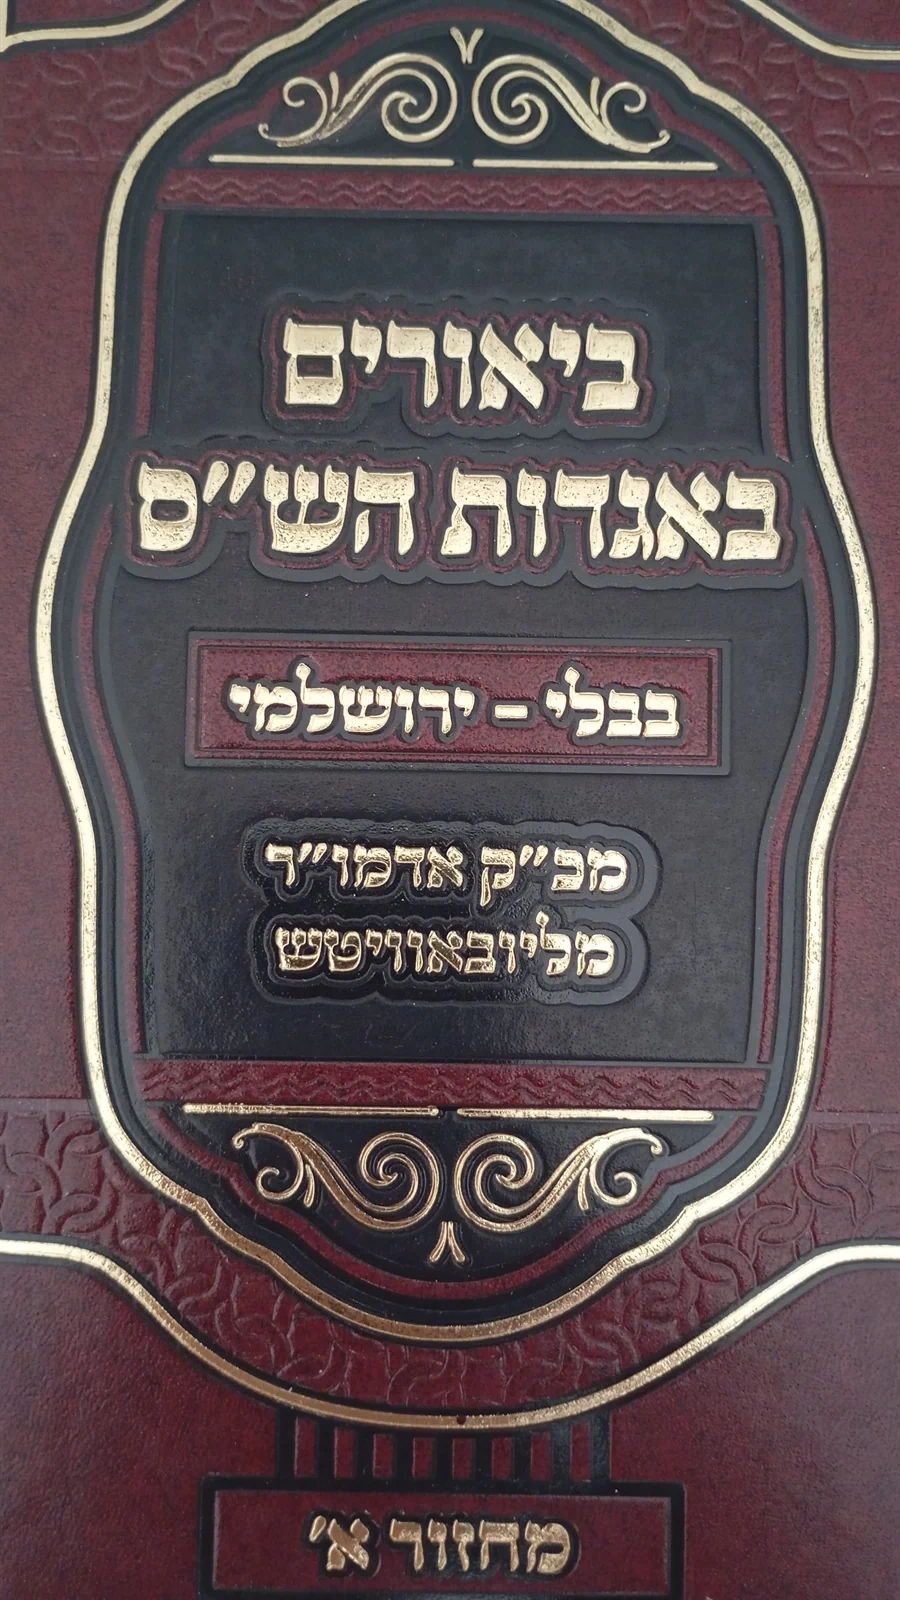 ביאורים
באגדות הש״ס
בבלי - ירושלמי
מכ״ק אדמו״ר
מליובאוויטש
מחזור א׳